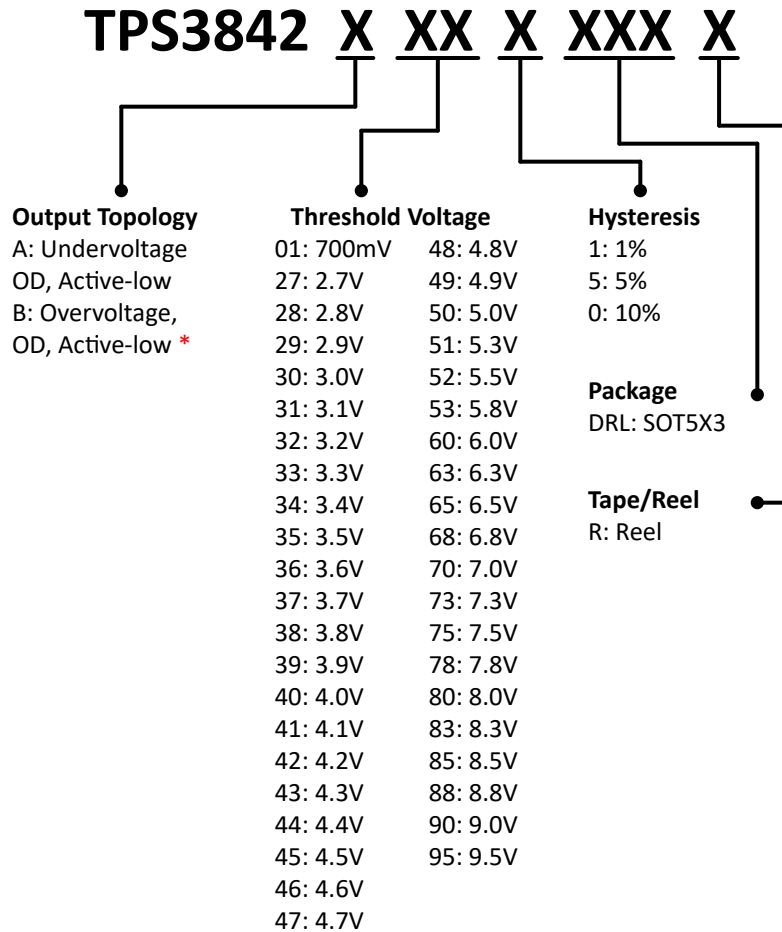 TPS3842 X XX X XXX X
Output Topology
A: Undervoltage
OD, Active-low
B: Overvoltage,
OD, Active-low *
Threshold Voltage
01: 700mV
27: 2.7V
28: 2.8V
29: 2.9V
30: 3.0V
31: 3.1V
32: 3.2V
33: 3.3V
34: 3.4V
35: 3.5V
36: 3.6V
37: 3.7V
38: 3.8V
39: 3.9V
40: 4.0V
41: 4.1V
42: 4.2V
43: 4.3V
44: 4.4V
45: 4.5V
46: 4.6V
47: 4.7V
48: 4.8V
49: 4.9V
50: 5.0V
51: 5.3V
52: 5.5V
53: 5.8V
60: 6.0V
63: 6.3V
65: 6.5V
68: 6.8V
70: 7.0V
73: 7.3V
75: 7.5V
78: 7.8V
80: 8.0V
83: 8.3V
85: 8.5V
88: 8.8V
90: 9.0V
95: 9.5V
Hysteresis
1: 1%
5: 5%
0: 10%
Package
DRL: SOT5X3
Tape/Reel
R: Reel